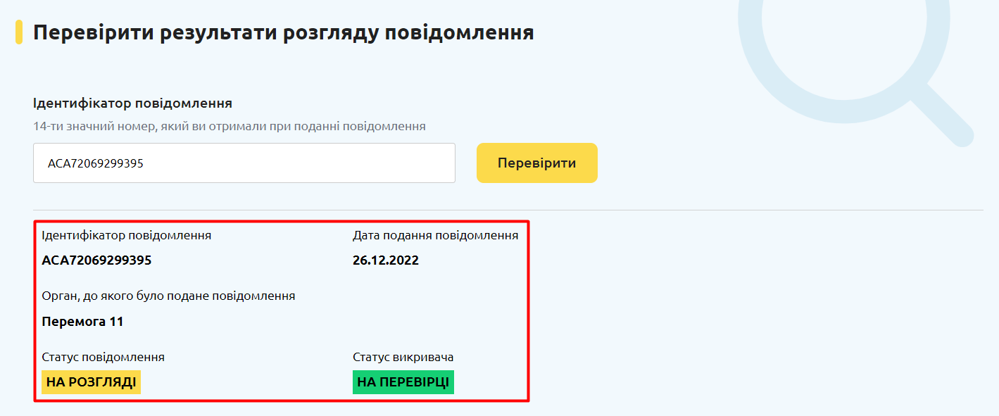 Перевірити результати розгляду повідомлення
Ідентифікатор повідомлення
14-ти значний номер, який ви отримали при поданні повідомлення
ACA72069299395
Перевірити
Ідентифікатор повідомлення
Дата подання повідомлення
ACA72069299395
26.12.2022
Орган, до якого було подане повідомлення
Перемога 11
Статус повідомлення
Статус викривача
НА РОЗГЛЯДІ
НА ПЕРЕВІРЦІ